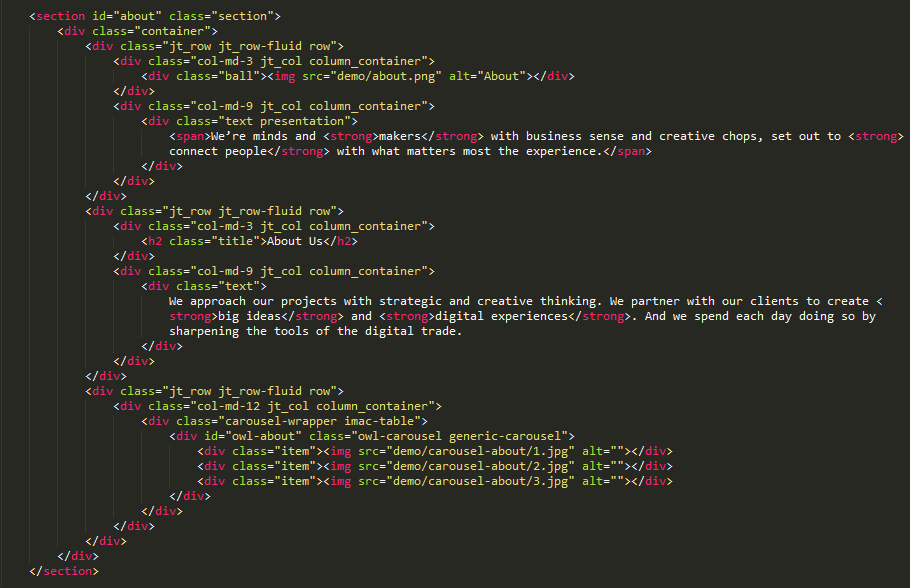 <section id="about" class="section">
<div class="container">
<div class="jt_row jt_row-fluid row">
<div class="col-md-3 jt_col column_container">
<div class="ball"><img src="demo/about.png" alt="About"></div>
</div>
<div class="col-md-9 jt_col column_container">
<div class="text presentation">
<span>We’re minds and <strong>makers</strong> with business sense and creative chops, set out to <strong>
connect people</strong> with what matters most the experience.</span>
</div>
</div>
</div>
<div class="jt_row jt_row-fluid row">
<div class="col-md-3 jt_col column_container">
<h2 class="title">About Us</h2>
</div>
<div class="col-md-9 jt_col column_container">
<div class="text">
We approach our projects with strategic and creative thinking. We partner with our clients to create <
strong>big ideas</strong> and <strong>digital experiences</strong>. And we spend each day doing so by
sharpening the tools of the digital trade.
</div>
</div>
</div>
<div class="jt_row jt_row-fluid row">
<div class="col-md-12 jt_col column_container">
<div class="carousel-wrapper imac-table">
<div id="owl-about" class="owl-carousel generic-carousel">
<div class="item"><img src="demo/carousel-about/1.jpg" alt=""></div>
<div class="item"><img src="demo/carousel-about/2.jpg" alt=""></div>
<div class="item"><img src="demo/carousel-about/3.jpg" alt=""></div>
</div>
</div>
</div>
</div>
</div>
</section>